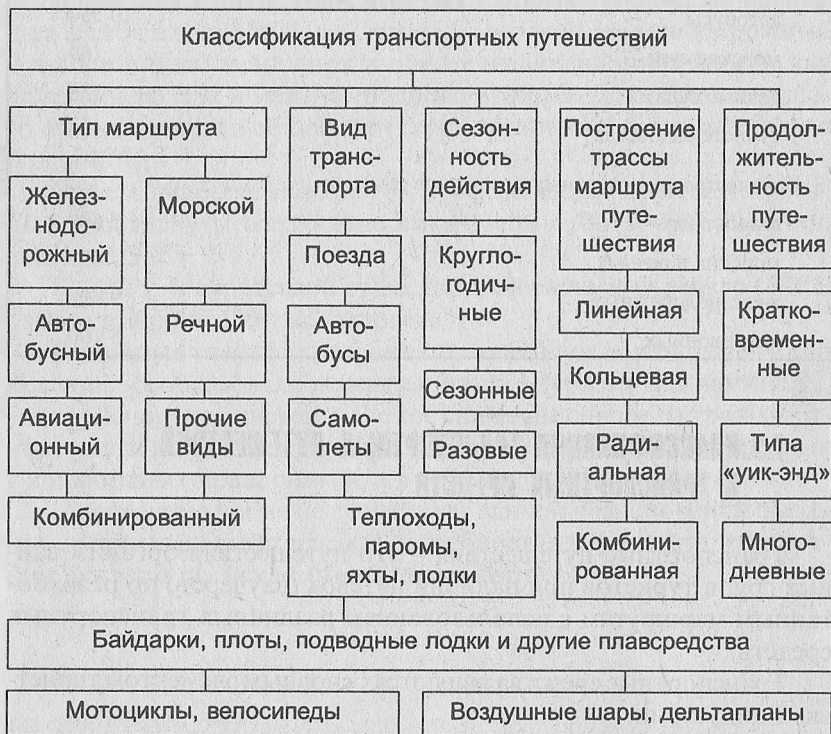 Классификация транспортных путешествий
Тип маршрута
Желез-
нодо-
рожный
Морской
Авто-
бусный
Речной
Авиаци-
онный
Прочие
виды
Комбинированный
Вид
транс-
порта
Поезда
Авто-
бусы
Само-
леты
Теплоходы,
паромы,
яхты, лодки
Сезон-
ность
действия
Кругло-
годич-
ные
Сезонные
Разовые
Построение
трассы
маршрута
путе-
шествия
Линейная
Кольцевая
Ради-
альная
Комбини-
рованная
Продол-
житель-
ность
путе-
шествия
Кратко-
времен-
ные
Типа
«уик-энд»
Много-
дневные
Байдарки, плоты, подводные лодки и другие плавсредства
Мотоциклы, велосипеды
Воздушные шары, дельтапланы